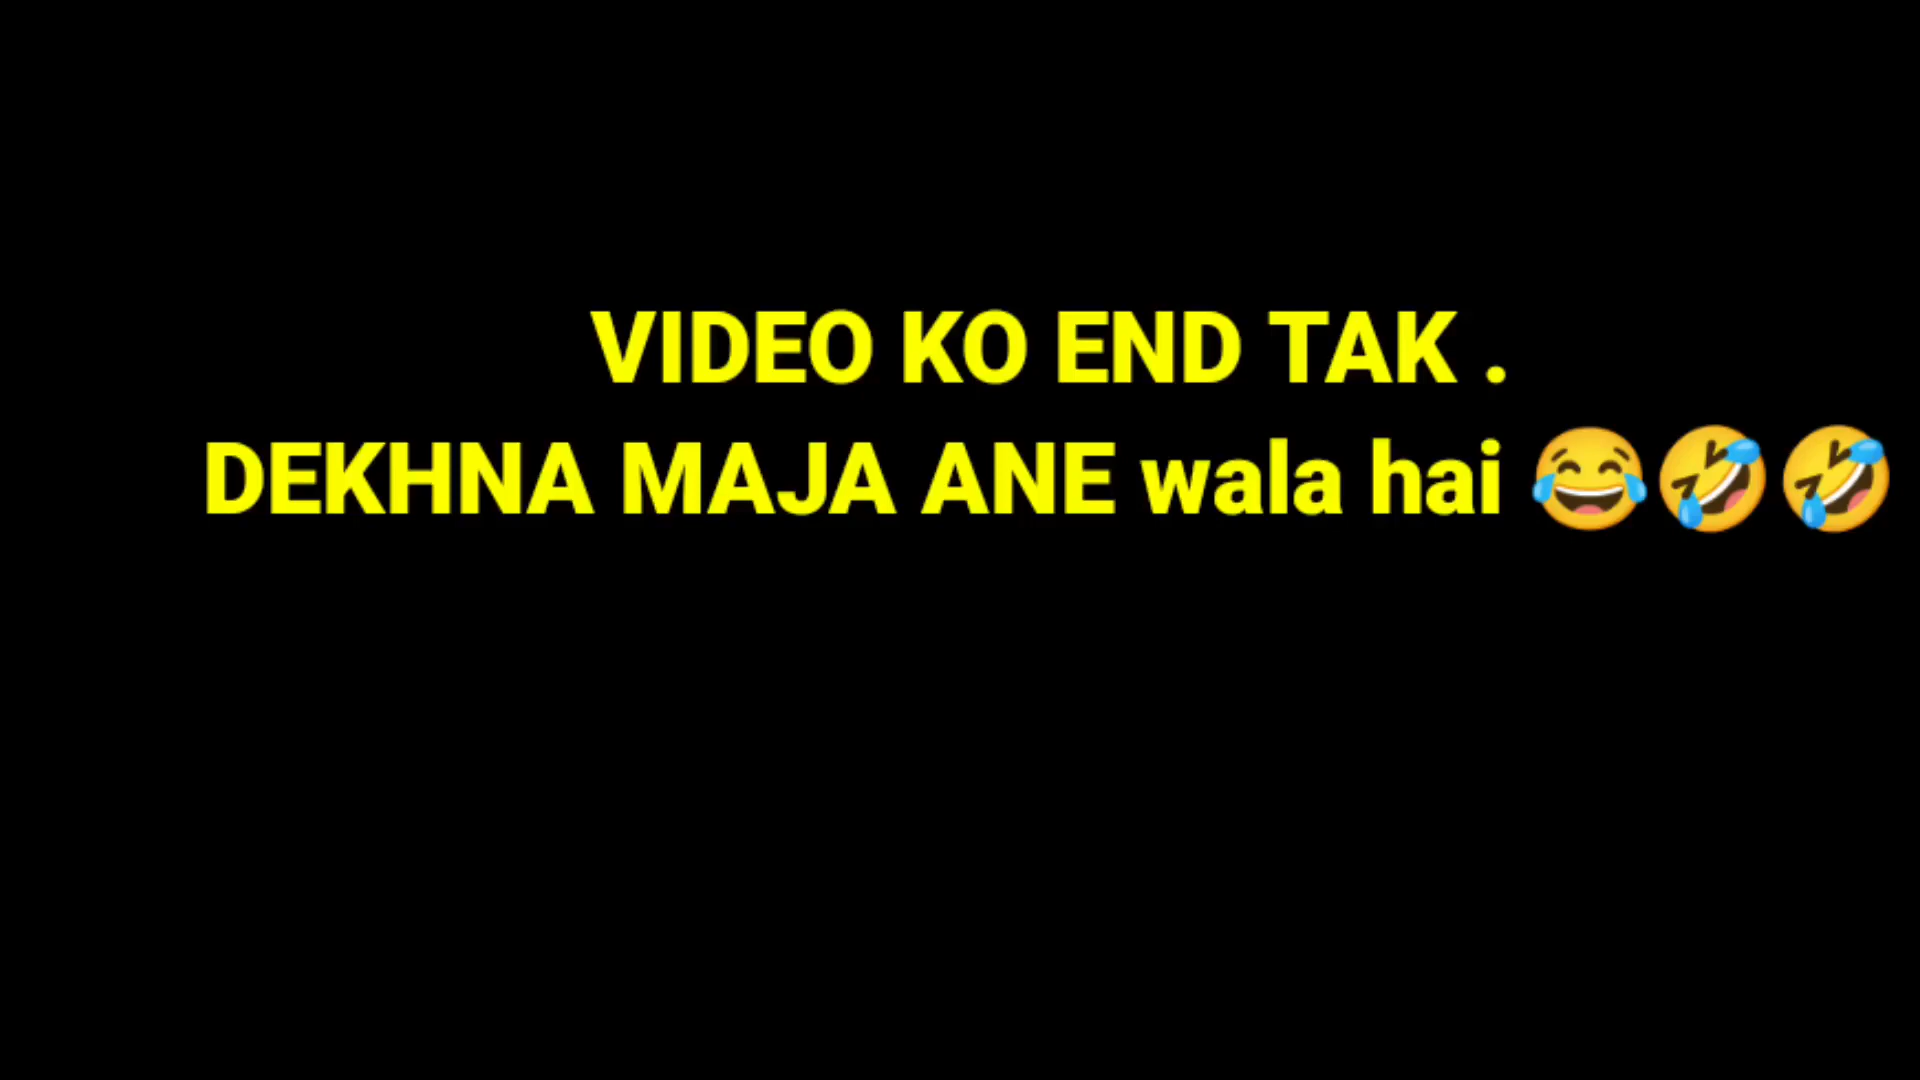 VIDEO KO END TAK .
DEKHNA MAJA ANE wala hai 😂🤣🤣